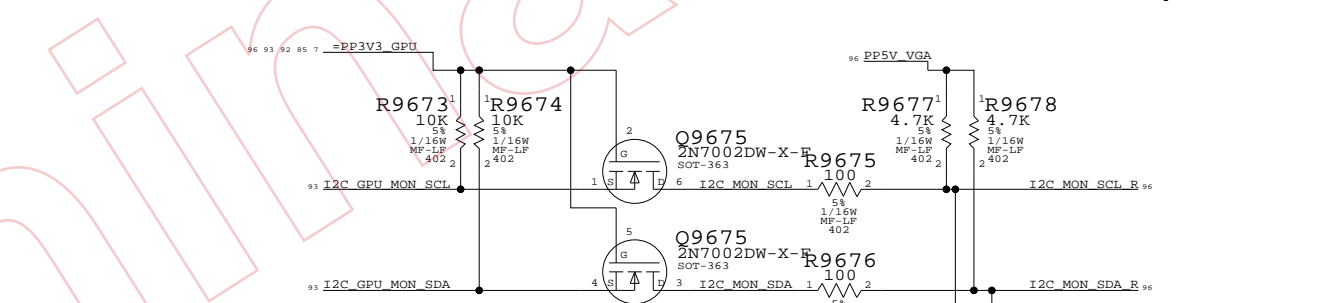 =PP3V3_GPU
96 93 92 85 7
96 PP5V_VGA
R9673 1
10K
5%
1/16W
MF-LF
402
2
1 R9674
10K
5%
1/16W
MF-LF
402
2
R9677 1
4.7K
5%
1/16W
MF-LF
402
2
1 R9678
4.7K
5%
1/16W
MF-LF
402
2
2
G
Q9675
2N7002DW-X-F
SOT-363
R9675
100
93 I2C_GPU_MON_SCL
1 S D 6
I2C_MON_SCL 1 2
I2C_MON_SCL_R 96
5%
1/16W
MF-LF
402
5
G
Q9675
2N7002DW-X-F
SOT-363
R9676
100
93 I2C_GPU_MON_SDA
4 S D 3
I2C_MON_SDA 1 2
I2C_MON_SDA_R 96
5%